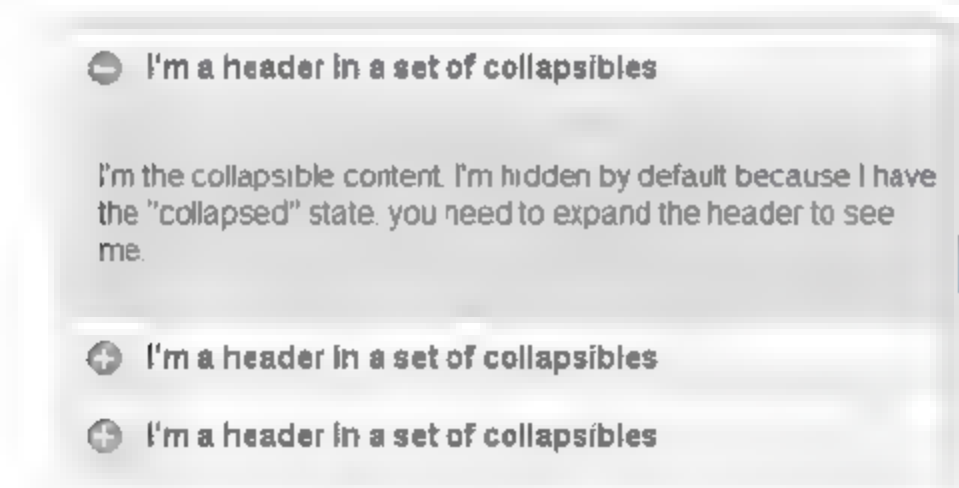 I'm a header in a set of collapsibles
I'm the collapsible content. I'm hidden by default because I have
the "collapsed" state. you need to expand the header to see
me.
I'm a header in a set of collapsibles
I'm a header in a set of collapsibles